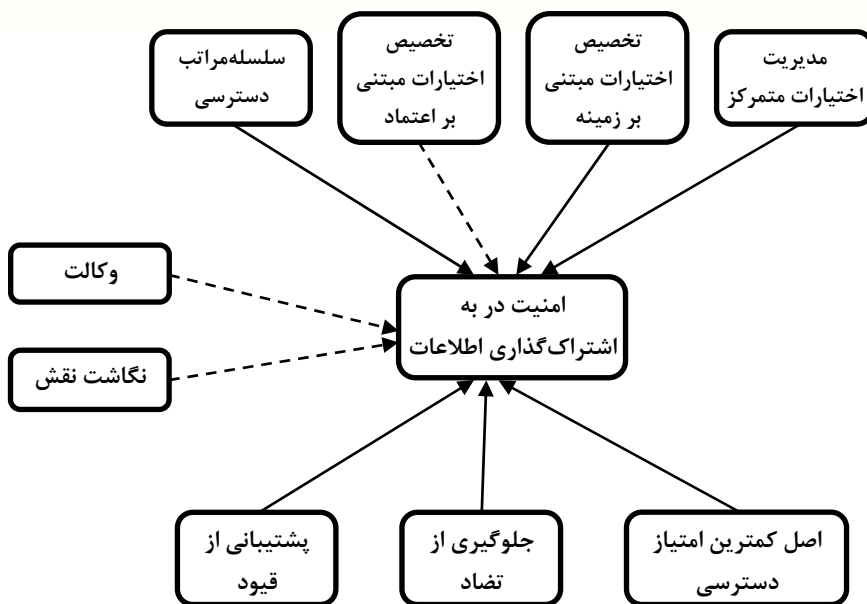 مدیریت
اختیارات متمرکز
تخصیص
اختیارات مبتنی
بر زمینه
تخصیص
اختیارات مبتنی
بر اعتماد
سلسله‌مراتب
دسترسی
وکالت
نگاشت نقش
امنیت در به
اشتراک‌گذاری اطلاعات
اصل کمترین امتیاز
دسترسی
جلوگیری از
تضاد
پشتیبانی از
قیود